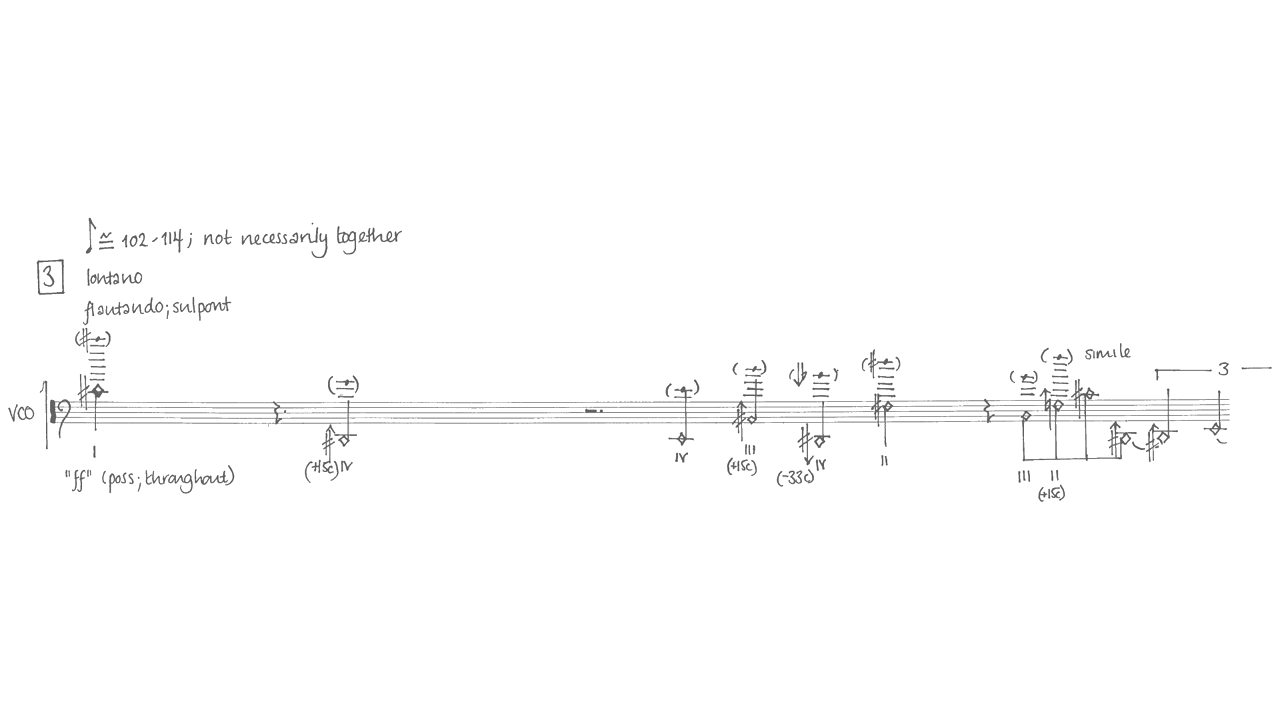 ♪ ≅ 102-114; not necessarily together
3
lontano
flautando; sul pont
simile
3
VCO
I
IV
IV
III
IV
II
III
II
(+15c)
(+15c)
(-33c)
(+15c)
"ff" (poss; throughout)